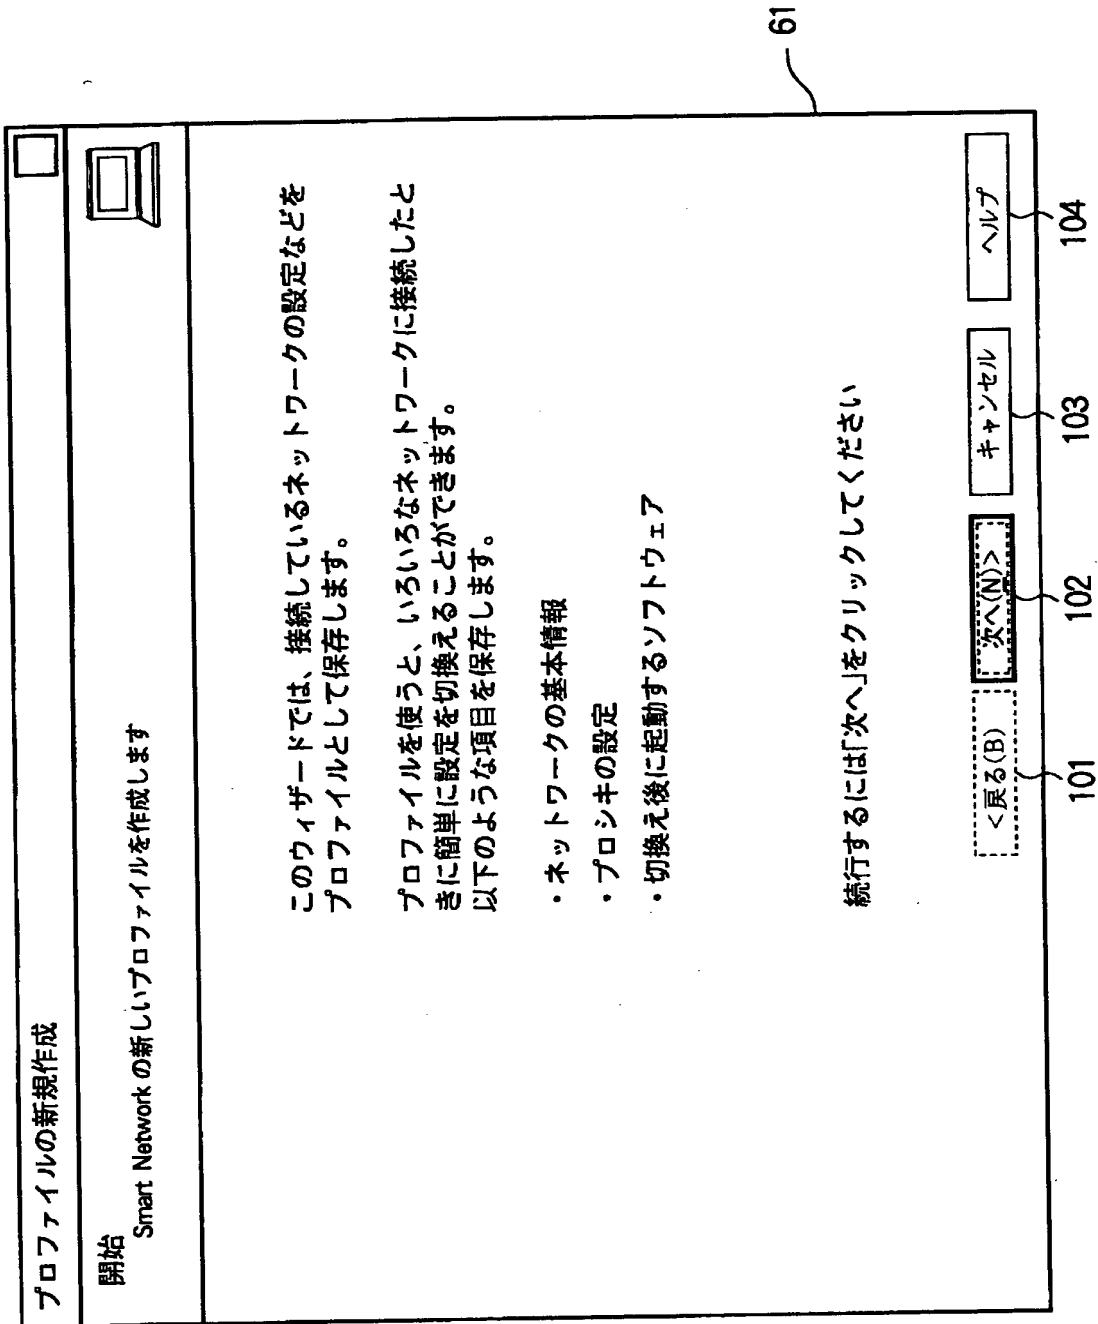 プロファイルの新規作成
開始
Smart Networkの新しいプロファイルを作成します
このウィザードでは、接続しているネットワークの設定などを
プロファイルとして保存します。
プロファイルを使うと、いろいろなネットワークに接続したと
きに簡単に設定を切換えることができます。
以下のような項目を保存します。
・ネットワークの基本情報
・プロシキの設定
・切換え後に起動するソフトウェア
続行するには「次へ」をクリックしてください
<戻る(B)
次へ(N)>
キャンセル
ヘルプ
101
102
103
104
61